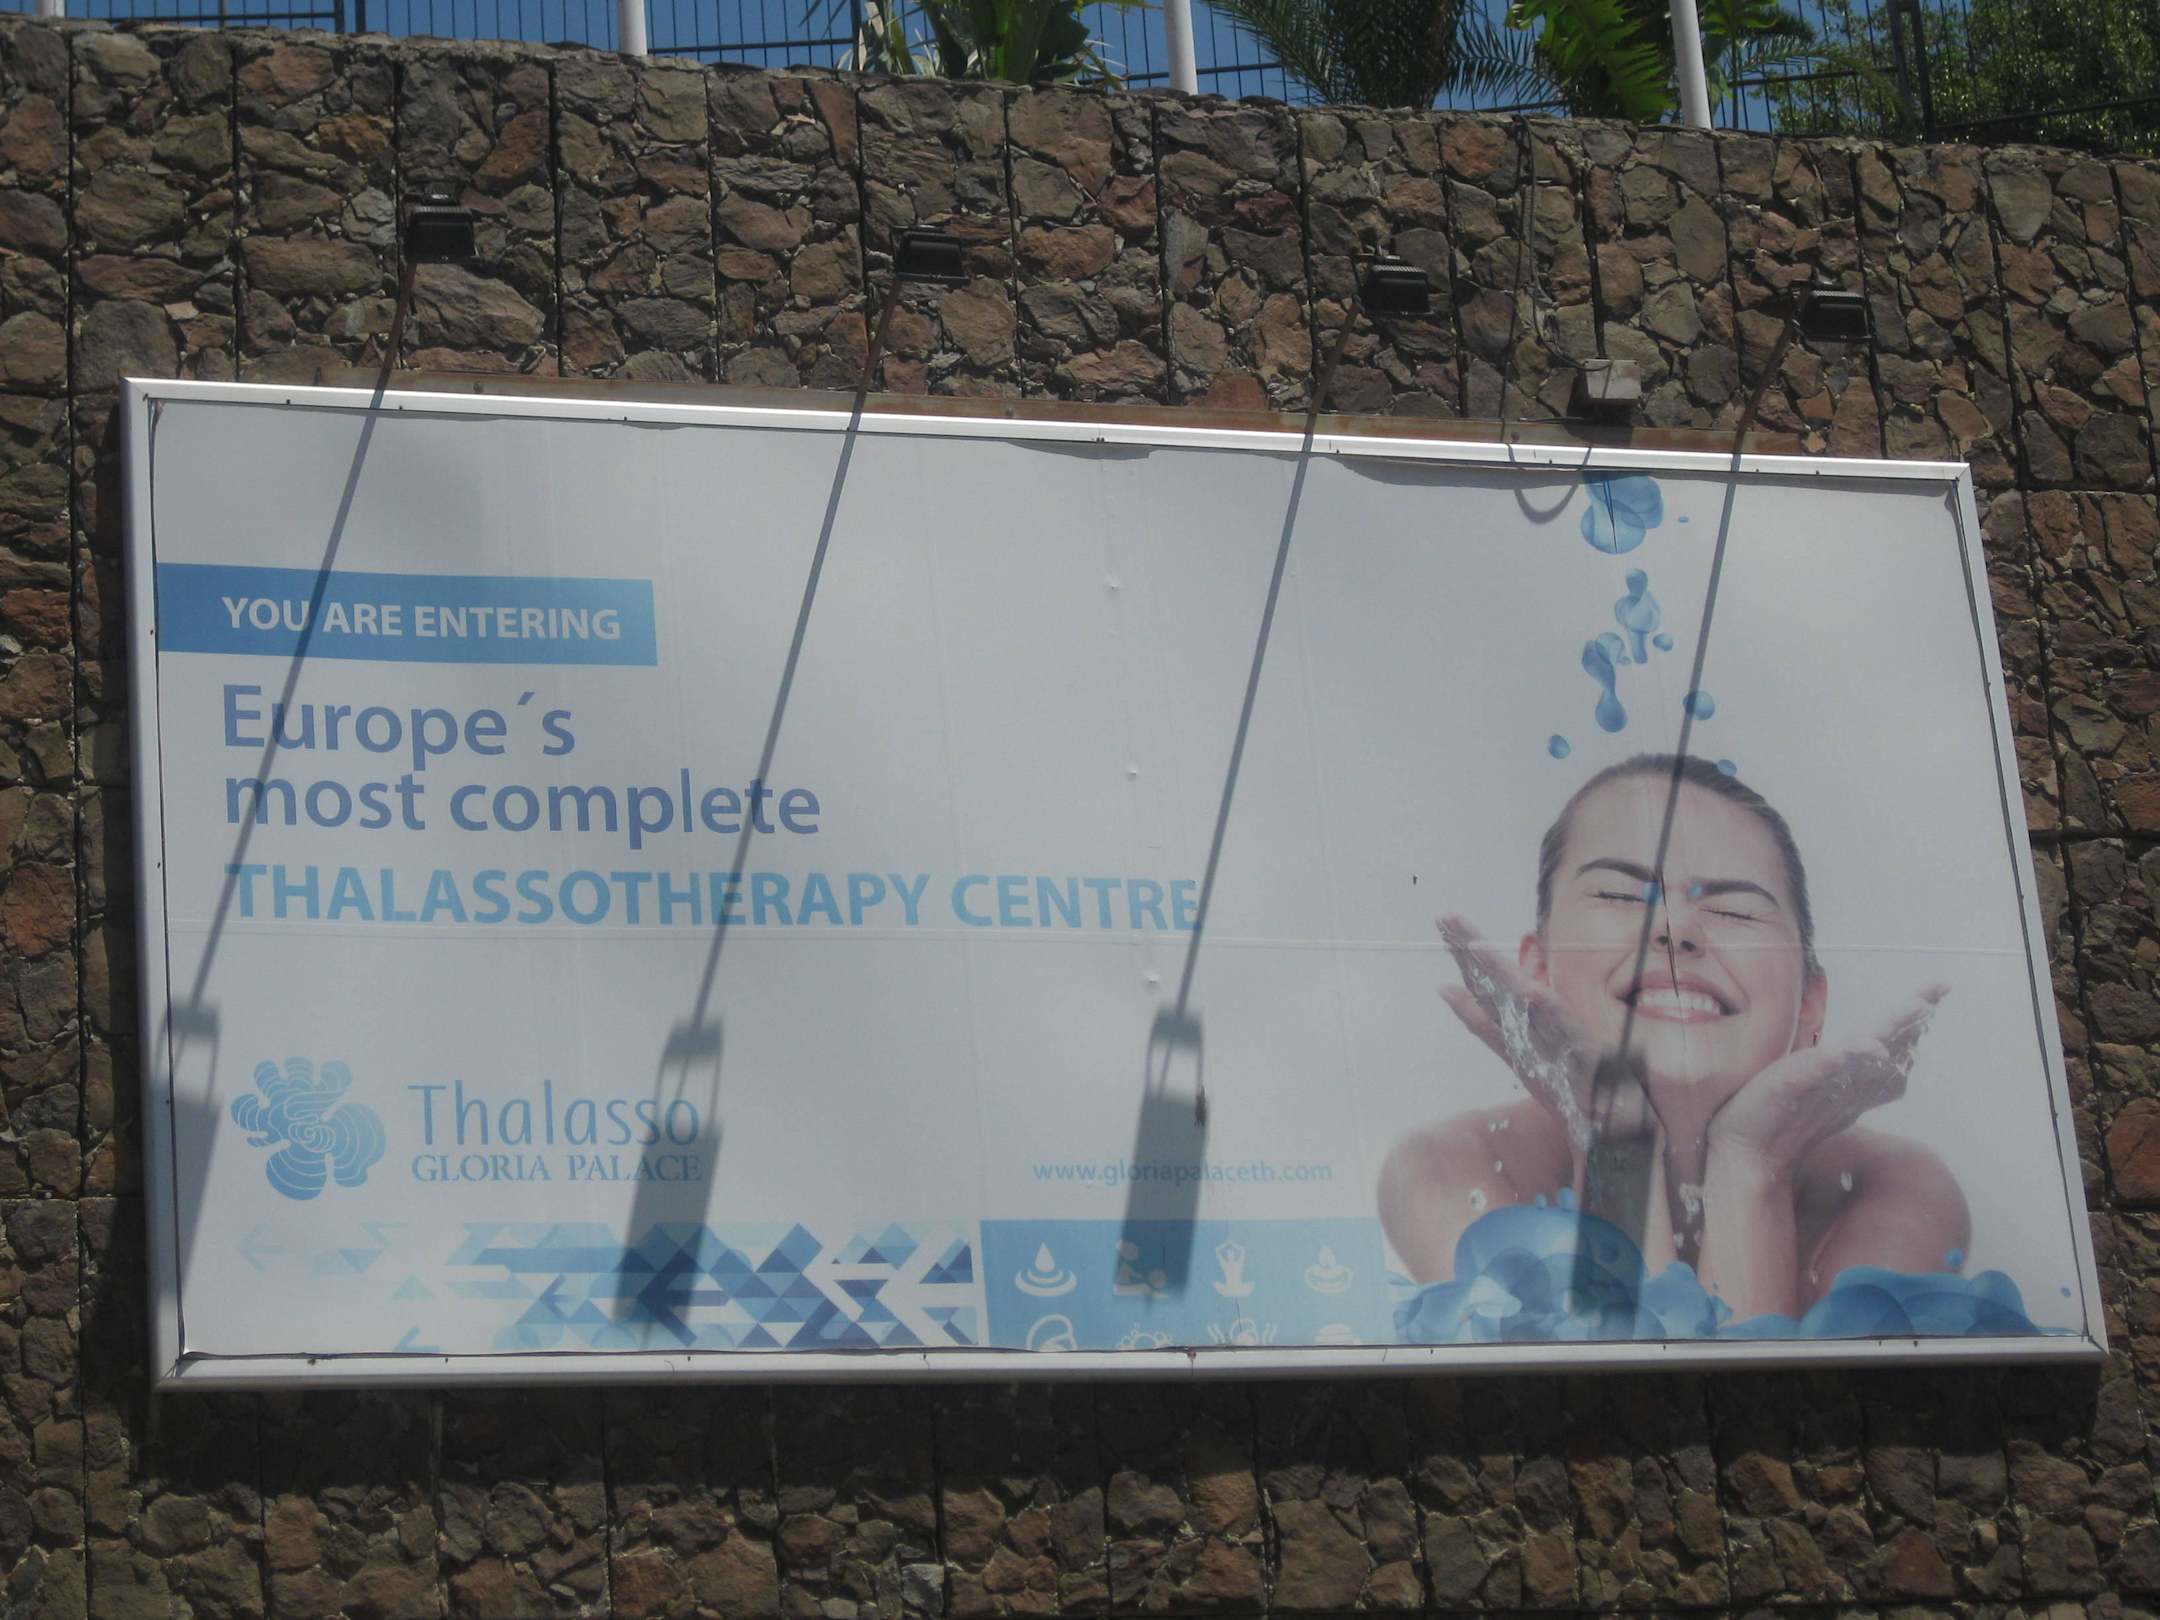 YOU ARE ENTERING
Europe´s
most complete
THALASSOTHERAPY CENTRE
Thalasso
GLORIA PALACE
www.gloriapalaceth.com